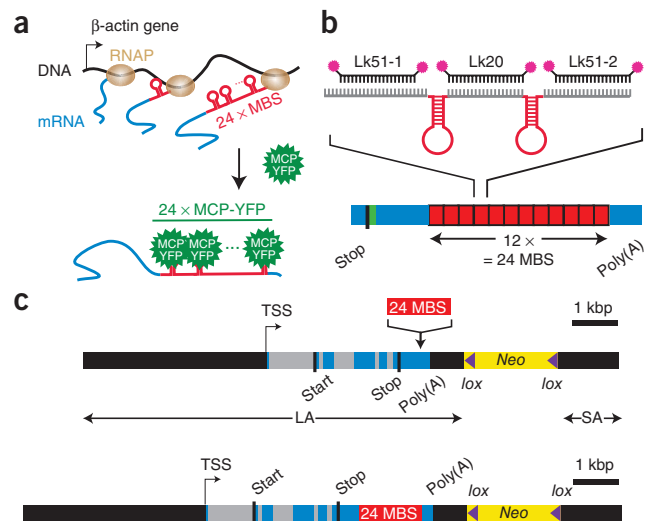 a
β-actin gene
RNAP
DNA
mRNA
24 × MBS
MCP
YFP
24 × MCP-YFP
MCP
YFP
MCP
YFP
MCP
YFP
b
Lk51-1
Lk20
Lk51-2
Stop
12 ×
= 24 MBS
Poly(A)
c
24 MBS
1 kbp
TSS
Neo
Start
Stop
Poly(A)
lox
lox
LA
SA
TSS
Start
Stop
Poly(A)
lox
lox
1 kbp
24 MBS
Neo